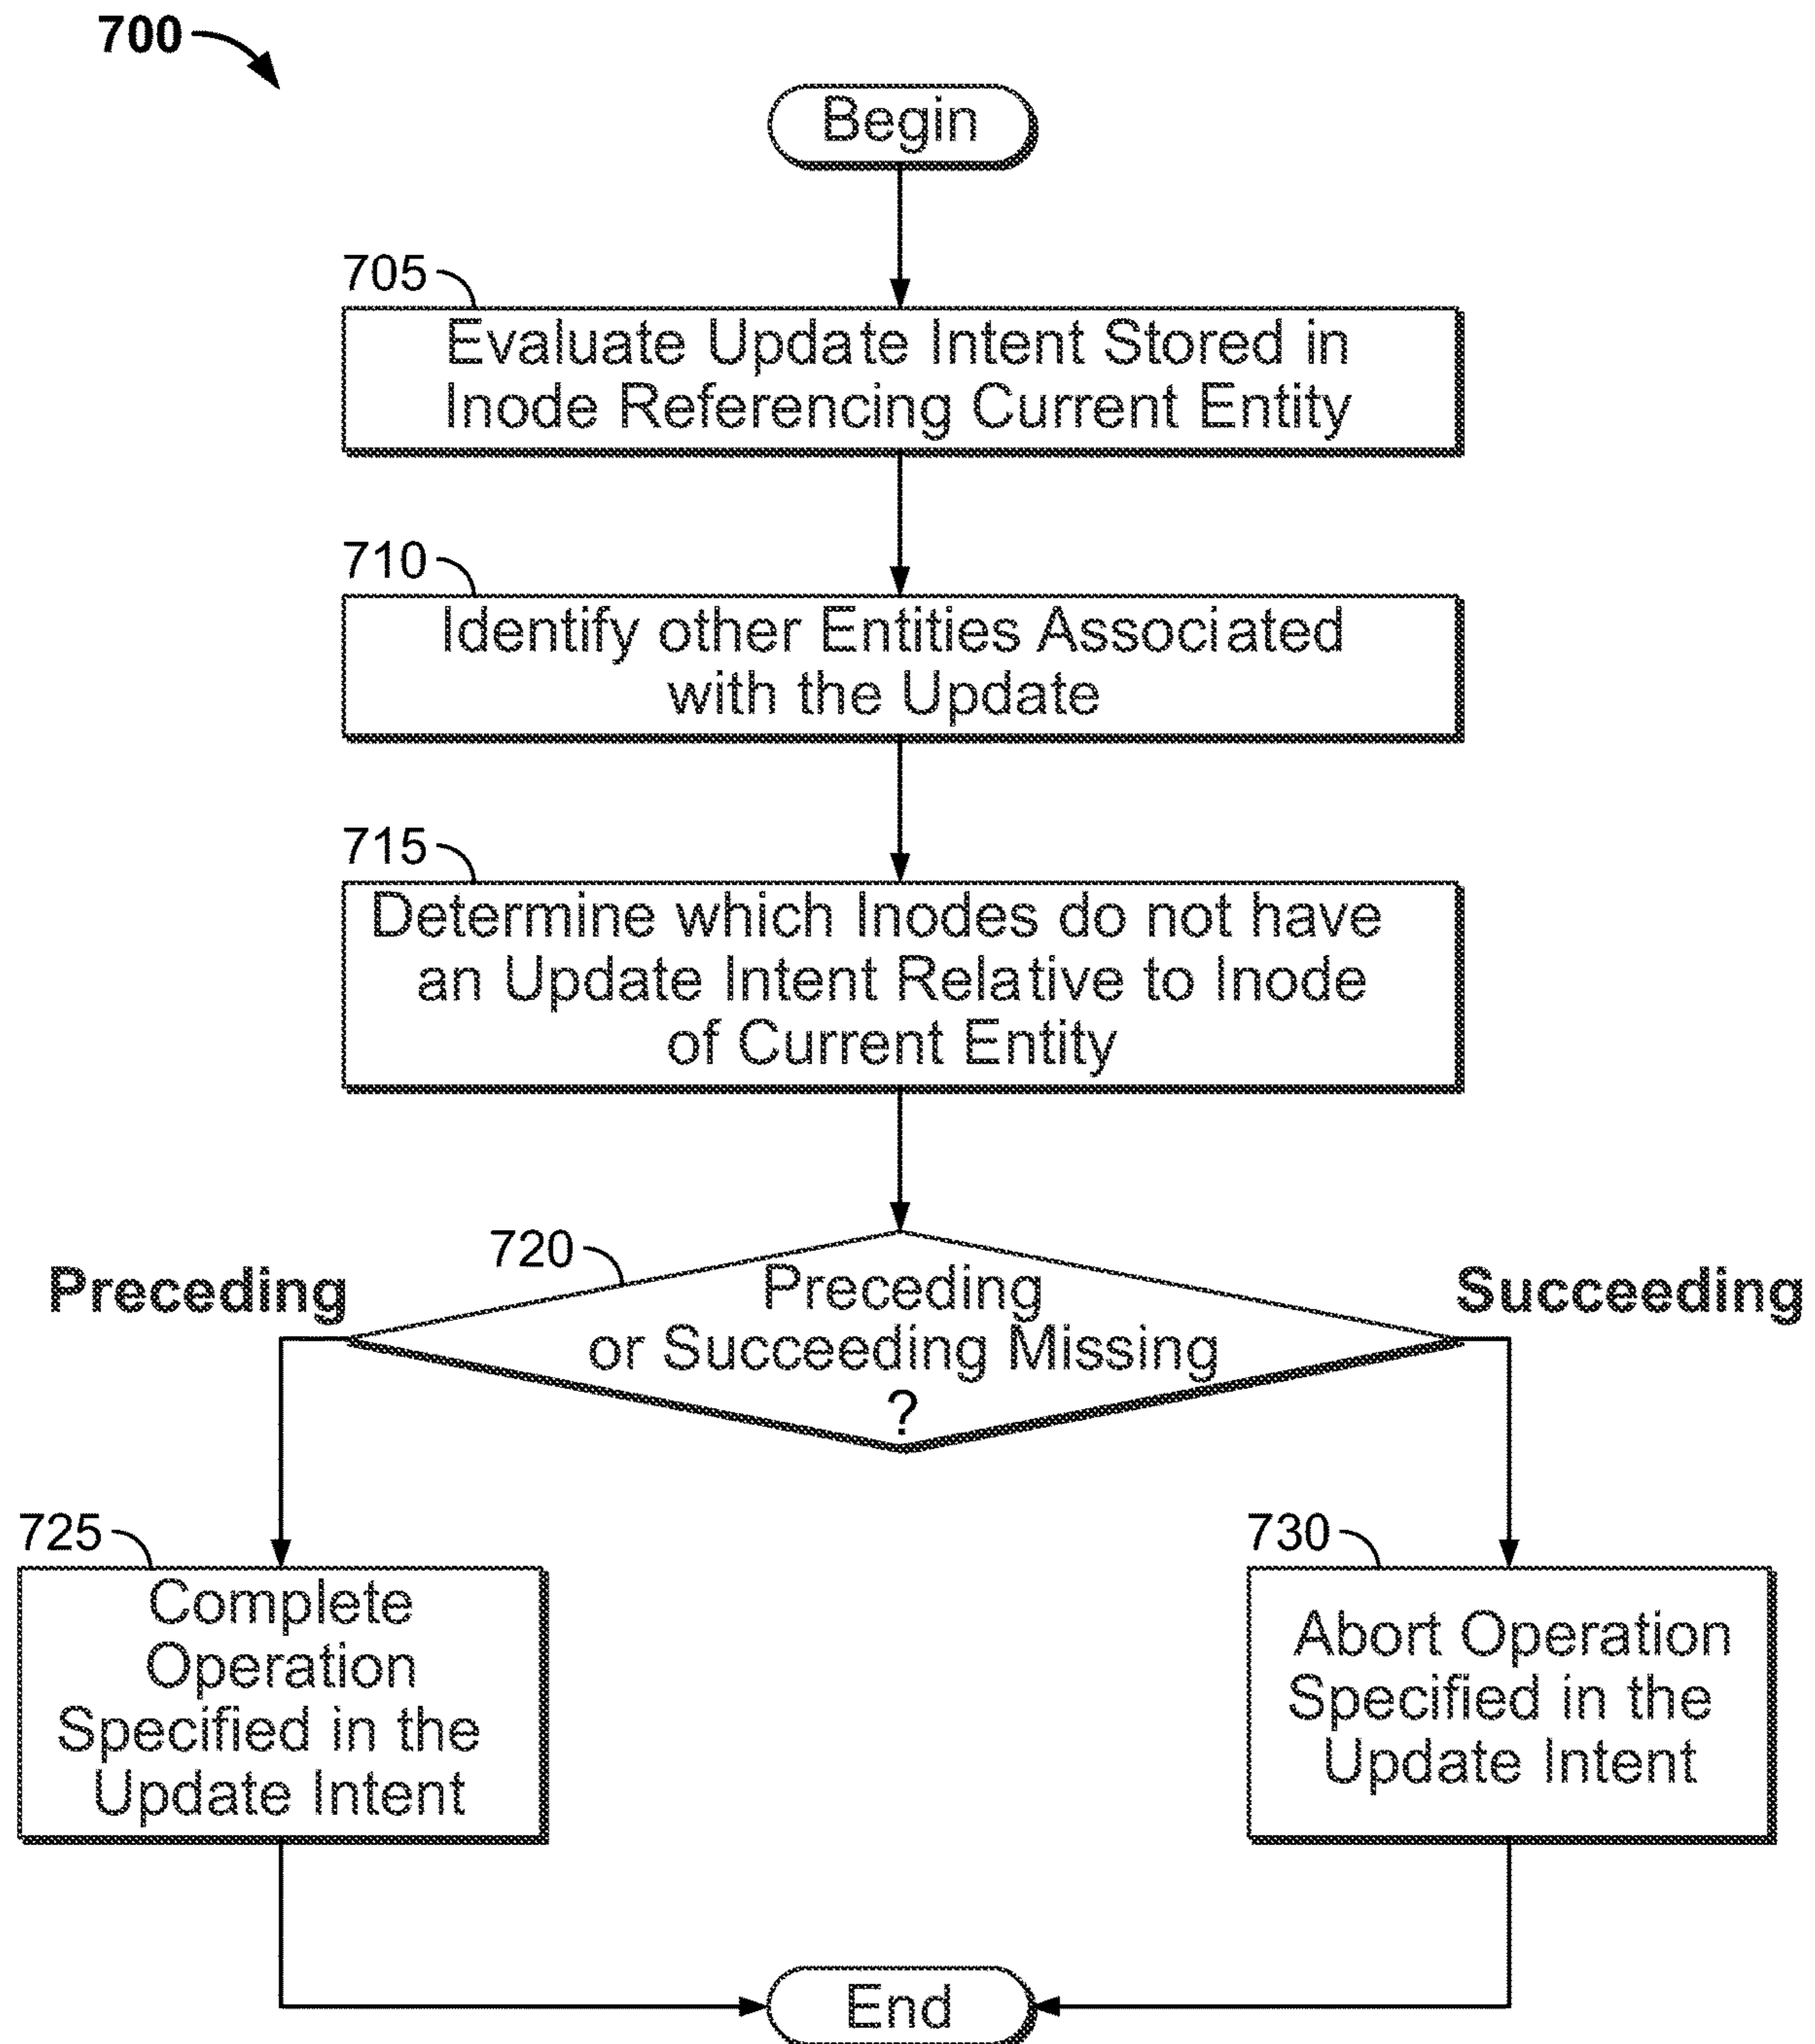 700
Begin
705
Evaluate Update Intent Stored in
Inode Referencing Current Entity
710
Identify other Entities Associated
with the Update
715
Determine which Inodes do not have
an Update Intent Relative to Inode
of Current Entity
720
Preceding
Succeeding
Preceding
or Succeeding Missing
?
725
Complete
Operation
Specified in the
Update Intent
730
Abort Operation
Specified in the
Update Intent
End